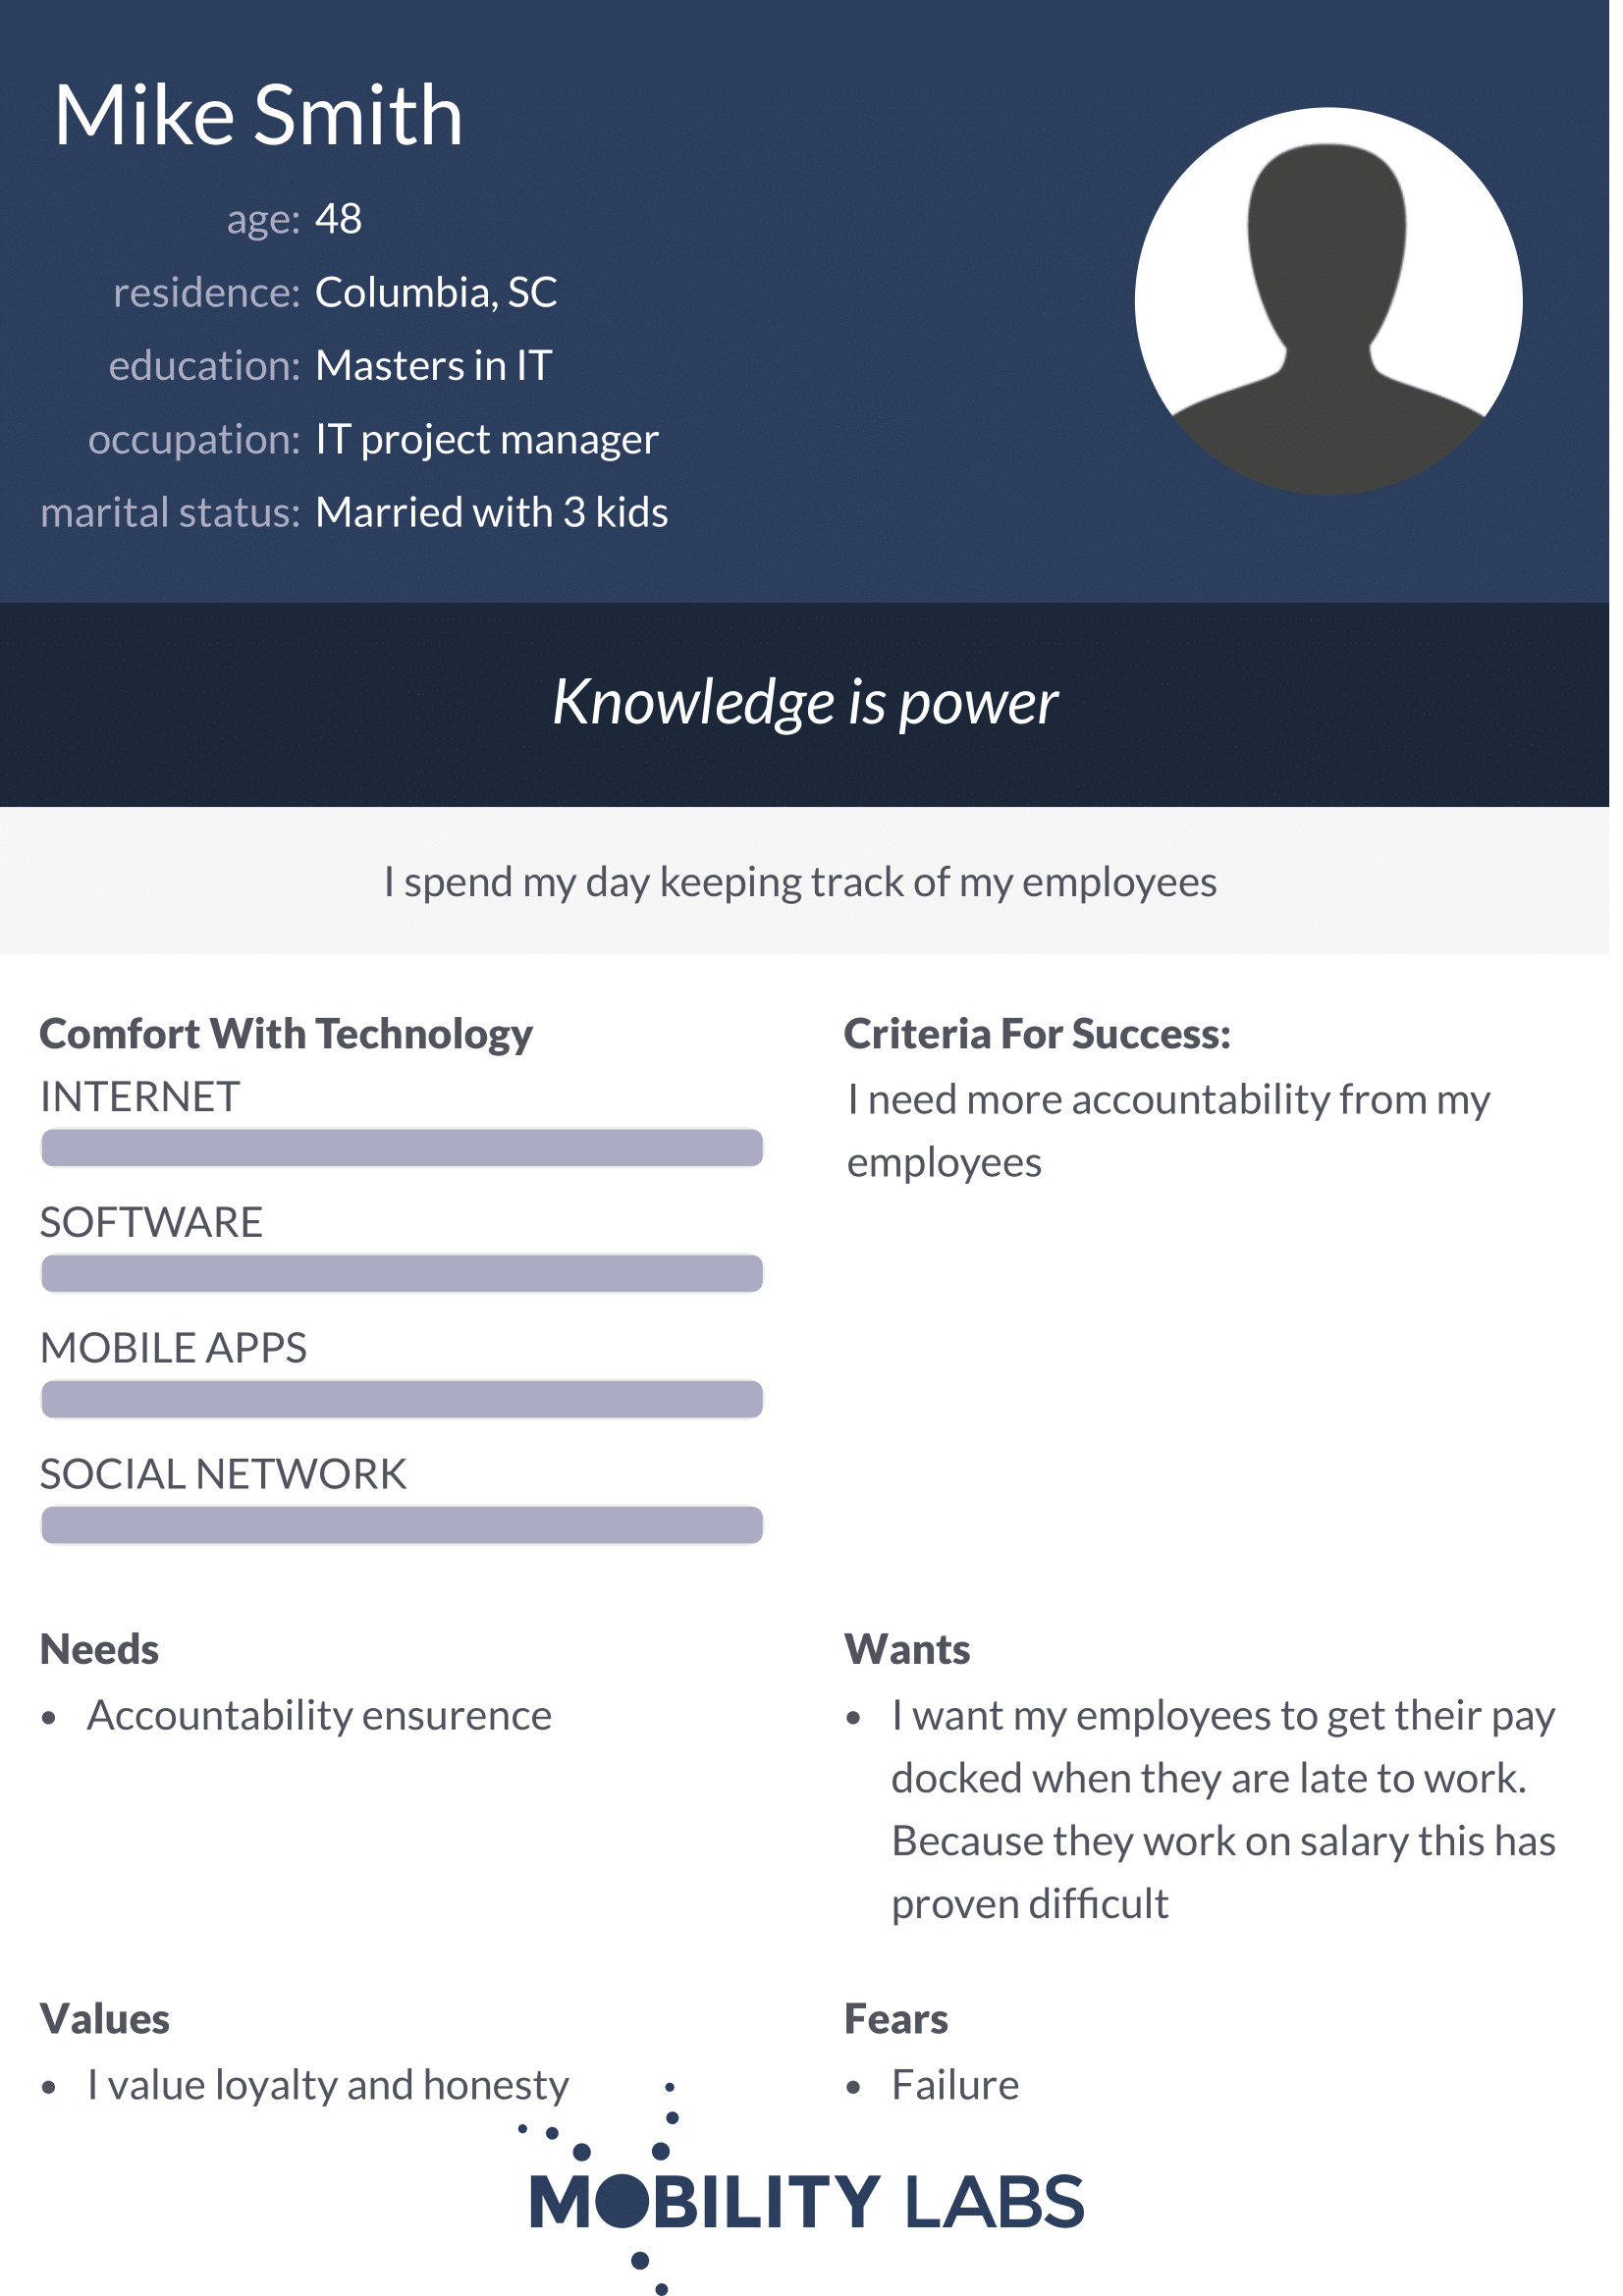 Mike Smith
age: 48
residence: Columbia, SC
education: Masters in IT
occupation: IT project manager
marital status: Married with 3 kids
Knowledge is power
I spend my day keeping track of my employees
Comfort With Technology
INTERNET
SOFTWARE
MOBILE APPS
SOCIAL NETWORK
Criteria For Success:
I need more accountability from my
employees
Needs
• Accountability ensurence
Wants
• I want my employees to get their pay
docked when they are late to work.
Because they work on salary this has
proven difficult
Values
• I value loyalty and honesty
Fears
• Failure
MOBILITY LABS